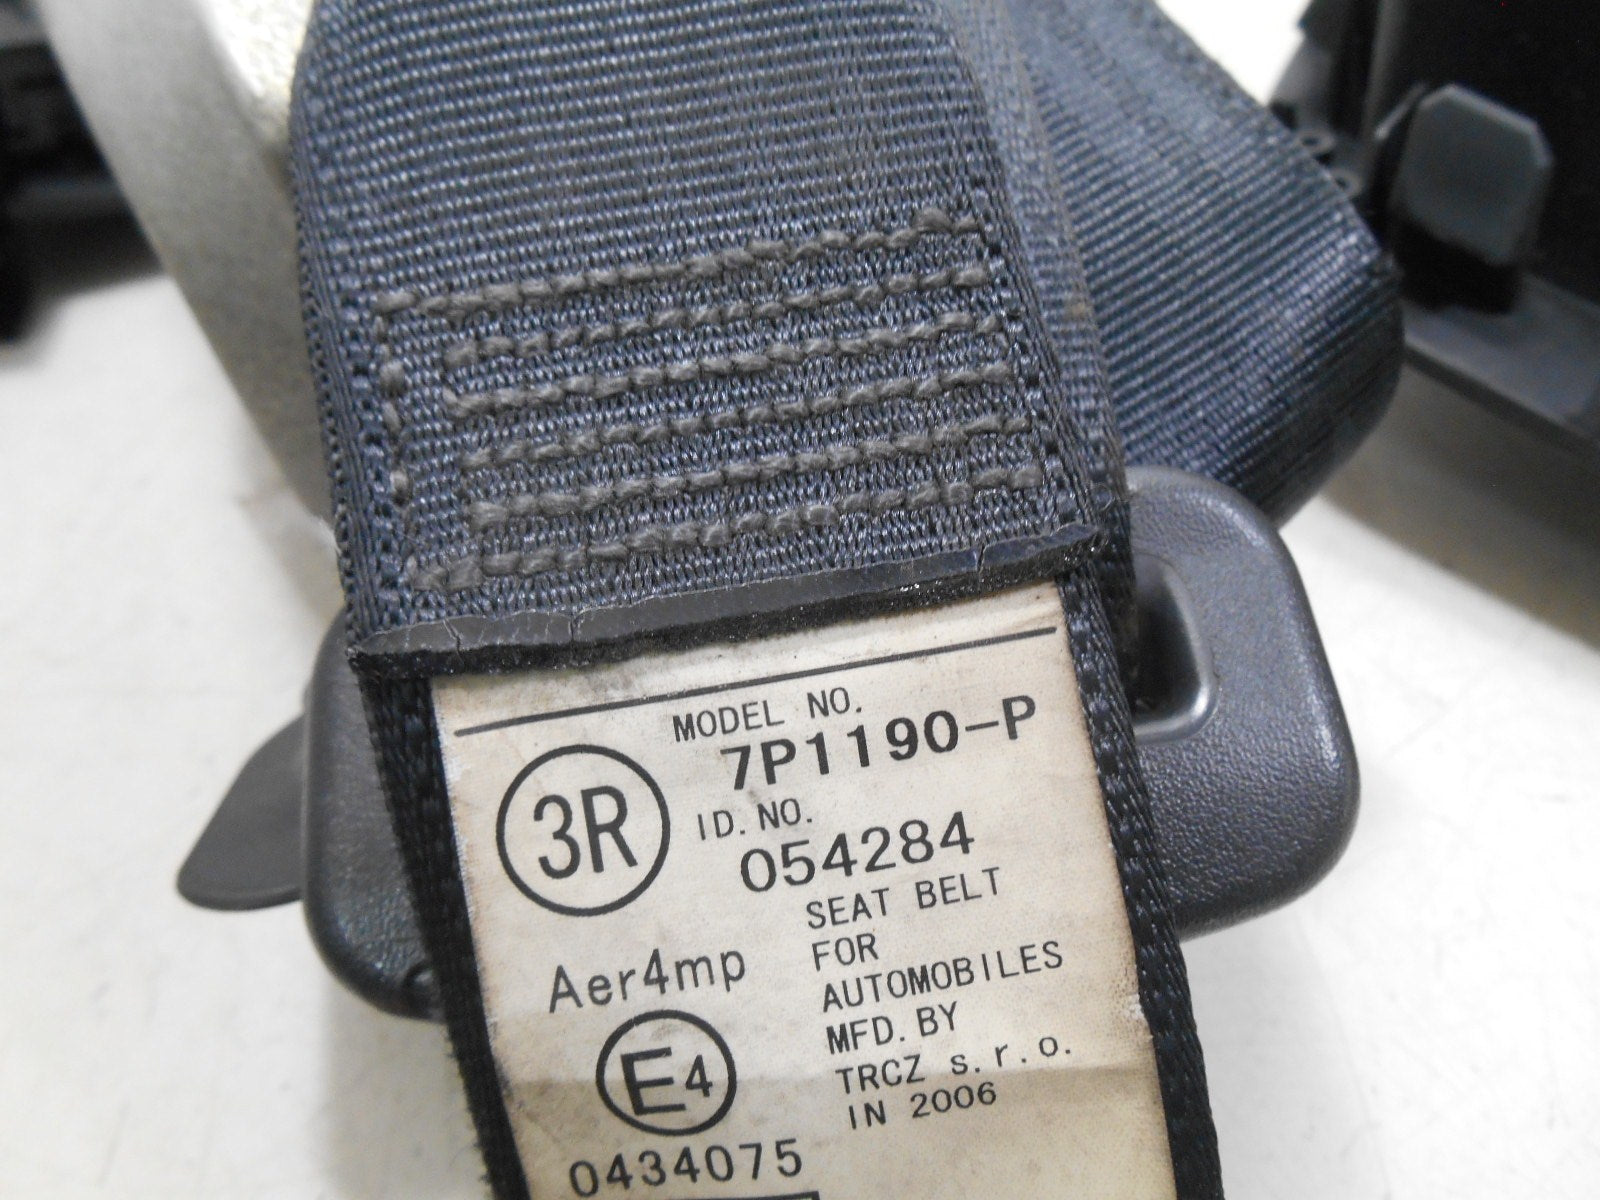 MODEL NO.
7P1190-P
3R
ID. NO.
054284
SEAT BELT
FOR
AUTOMOBILES
MFD. BY
TRCZ s.r.o.
IN 2006
Aer4mp
E4
0434075